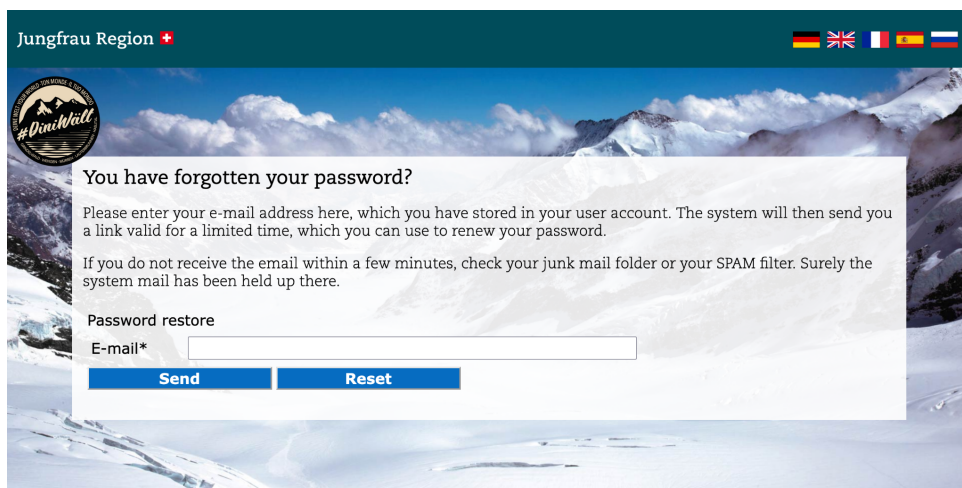 Jungfrau Region
#DiniWält
You have forgotten your password?
Please enter your e-mail address here, which you have stored in your user account. The system will then send you
a link valid for a limited time, which you can use to renew your password.
If you do not receive the email within a few minutes, check your junk mail folder or your SPAM filter. Surely the
system mail has been held up there.
Password restore
E-mail*
Send Reset